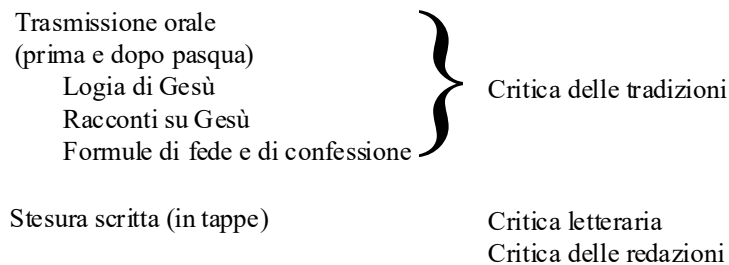 Trasmissione orale
(prima e dopo pasqua)
Logia di Gesù
Racconti su Gesù
Formule di fede e di confessione
Critica delle tradizioni
Stesura scritta (in tappe)
Critica letteraria
Critica delle redazioni